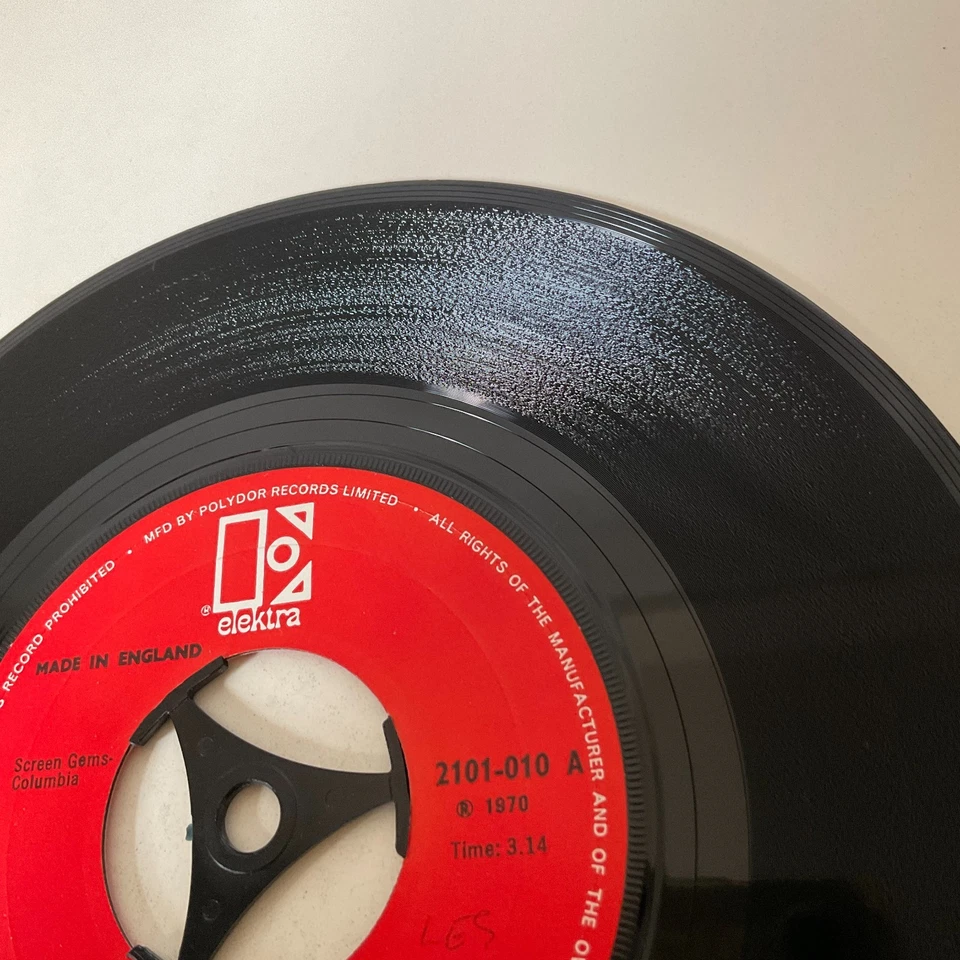 S RECORD PROHIBITED • MFD BY POLYDOR RECORDS LIMITED • ALL RIGHTS OF THE MANUFACTURER AND OF THE
®
elektra
MADE IN ENGLAND
Screen Gems-
Columbia
2101-010 A
℗ 1970
Time: 3.14
LES